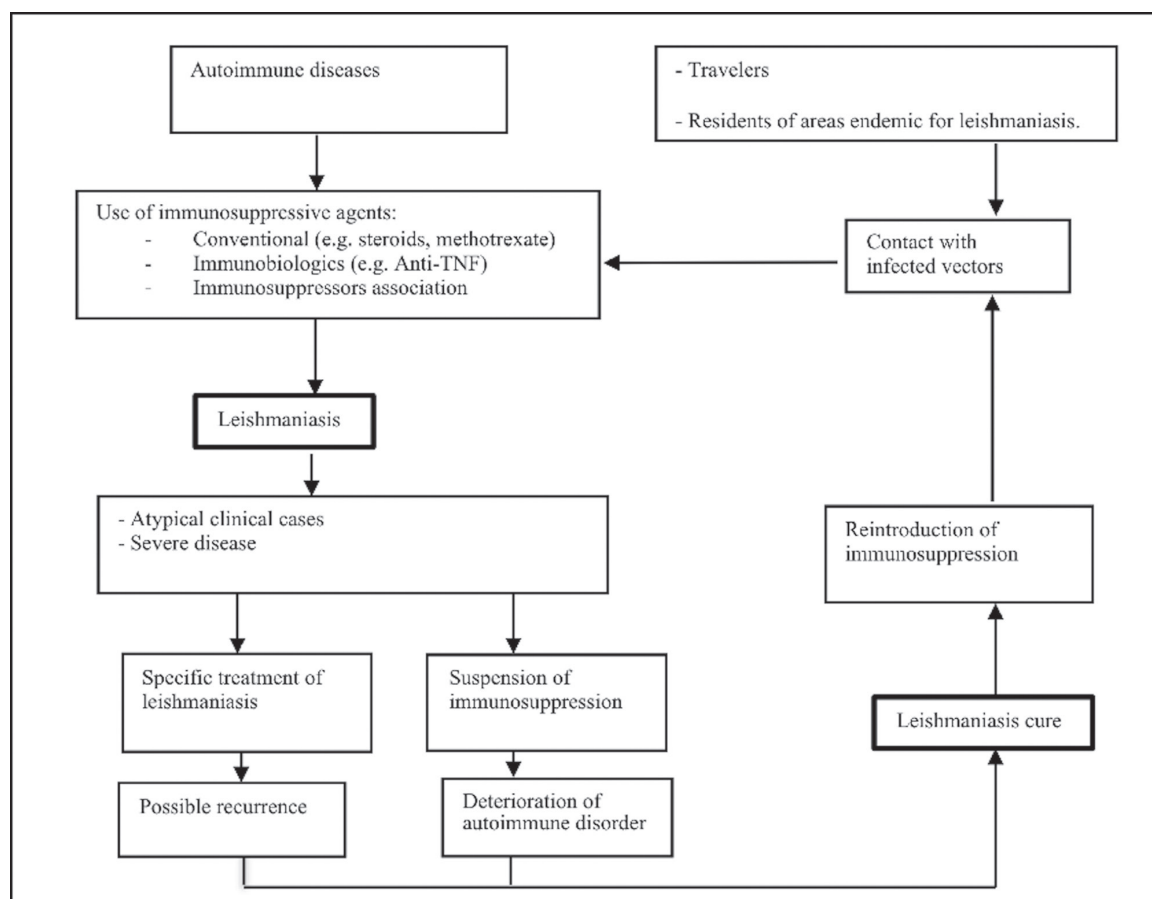 Autoimmune diseases
- Travelers
- Residents of areas endemic for leishmaniasis.
Use of immunosuppressive agents:
- Conventional (e.g. steroids, methotrexate)
- Immunobiologics (e.g. Anti-TNF)
- Immunosuppressors association
Contact with
infected vectors
Leishmaniasis
- Atypical clinical cases
- Severe disease
Reintroduction of
immunosuppression
Specific treatment of
leishmaniasis
Suspension of
immunosuppression
Leishmaniasis cure
Possible recurrence
Deterioration of
autoimmune disorder